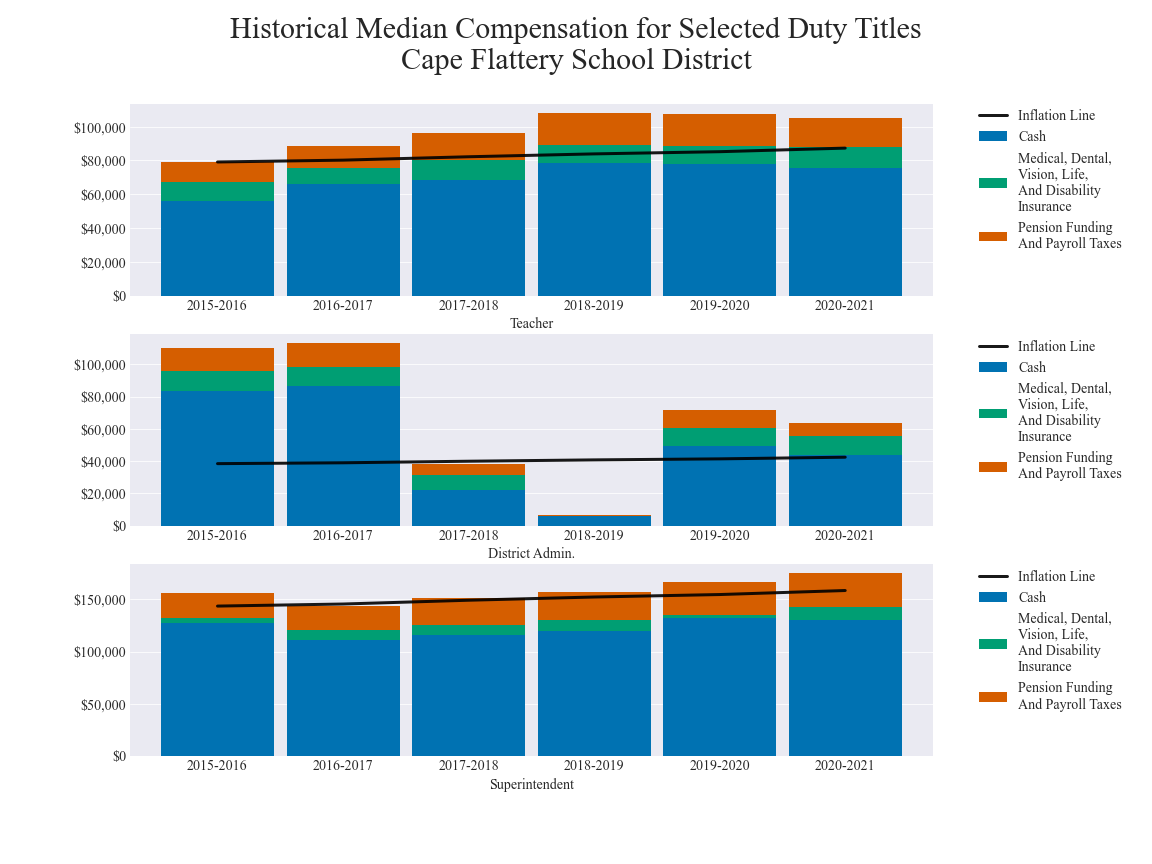 Historical Median Compensation for Selected Duty Titles
Cape Flattery School District
$100,000
$80,000
$60,000
$40,000
$20,000
$0
2015-2016 2016-2017 2017-2018 2018-2019 2019-2020 2020-2021
Teacher
Inflation Line
Cash
Medical, Dental,
Vision, Life,
And Disability
Insurance
Pension Funding
And Payroll Taxes
$100,000
$80,000
$60,000
$40,000
$20,000
$0
2015-2016 2016-2017 2017-2018 2018-2019 2019-2020 2020-2021
District Admin.
Inflation Line
Cash
Medical, Dental,
Vision, Life,
And Disability
Insurance
Pension Funding
And Payroll Taxes
$150,000
$100,000
$50,000
$0
2015-2016 2016-2017 2017-2018 2018-2019 2019-2020 2020-2021
Superintendent
Inflation Line
Cash
Medical, Dental,
Vision, Life,
And Disability
Insurance
Pension Funding
And Payroll Taxes